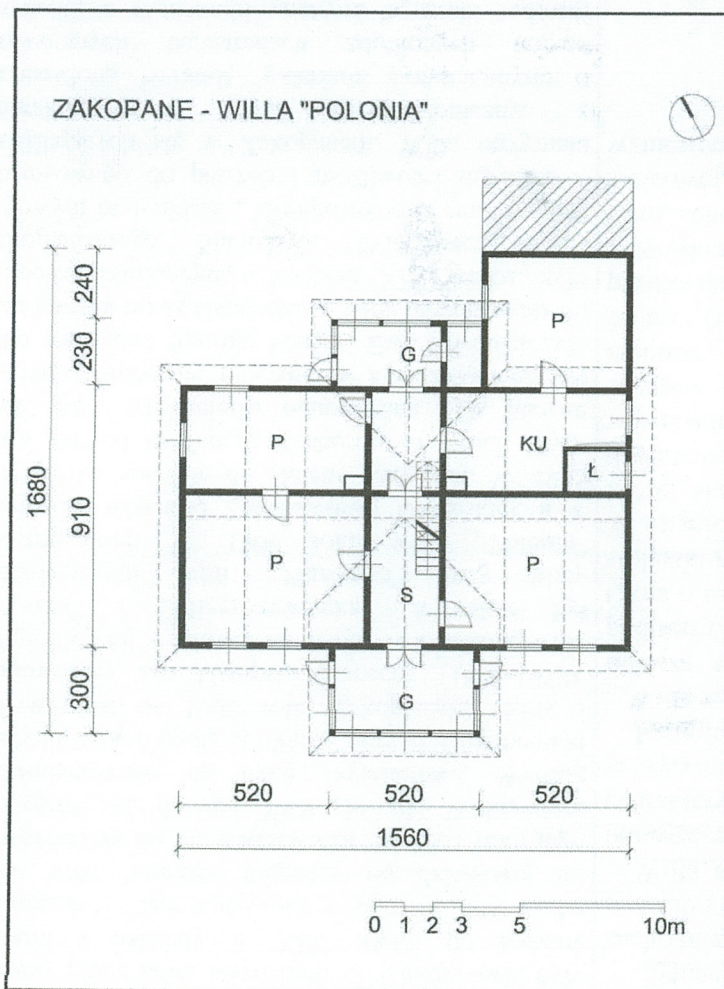 ZAKOPANE - WILLA "POLONIA"
240
230
910
300
1680
P
G
P
KU
Ł
P
P
S
G
520 520 520
1560
0 1 2 3 5 10m